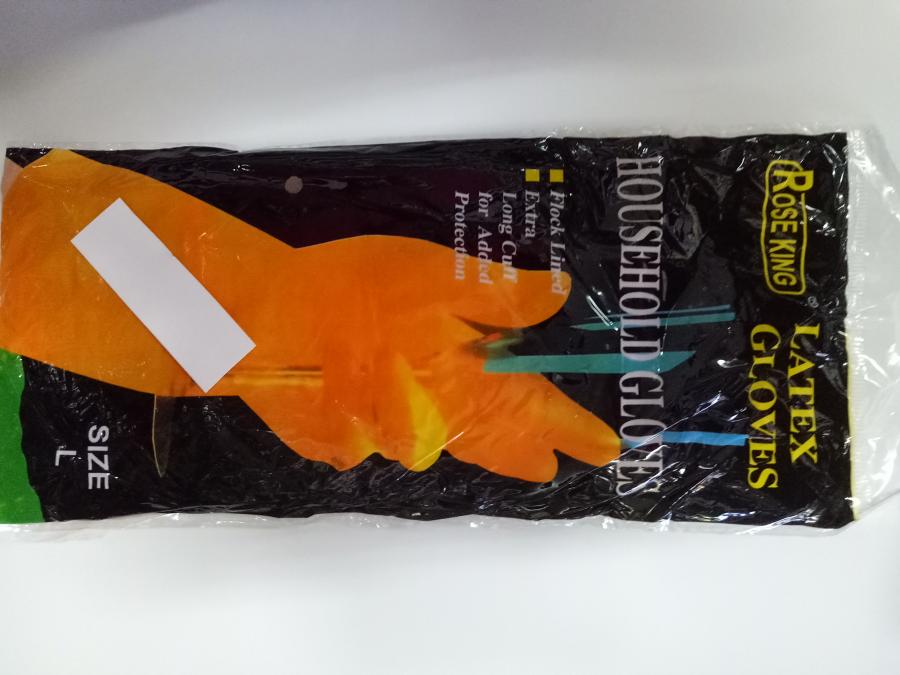 ROSE KING
LATEX
GLOVES
HOUSEHOLD GLOVES
Flock Lined
Extra
Long Cuff
for Added
Protection
SIZE
L